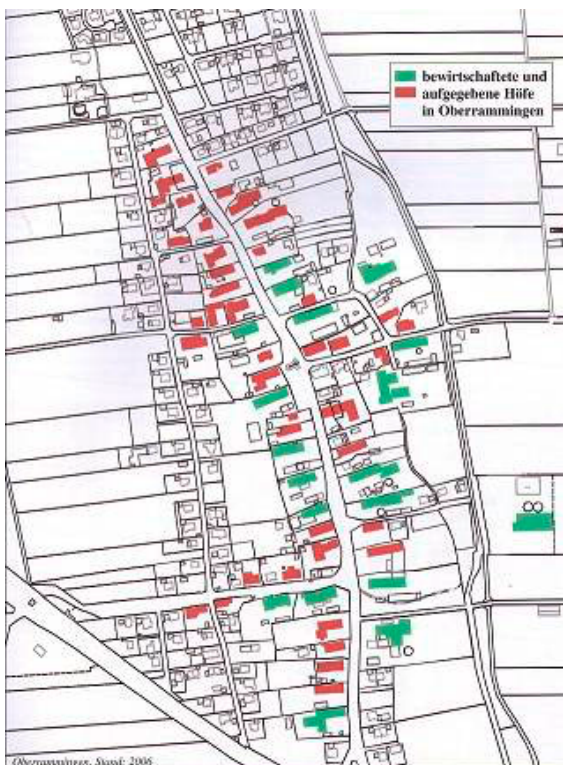 bewirtschaftete und
aufgegebene Höfe
in Oberrammingen
Oberrammingen, Stand: 2006